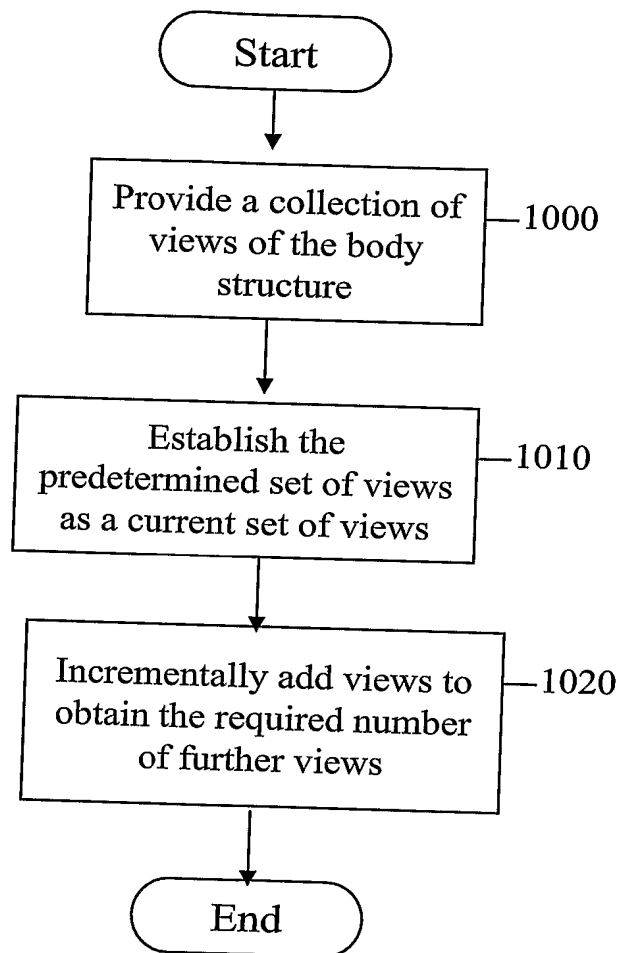 Start
Provide a collection of
views of the body
structure
1000
Establish the
predetermined set of views
as a current set of views
1010
Incrementally add views to
obtain the required number
of further views
1020
End